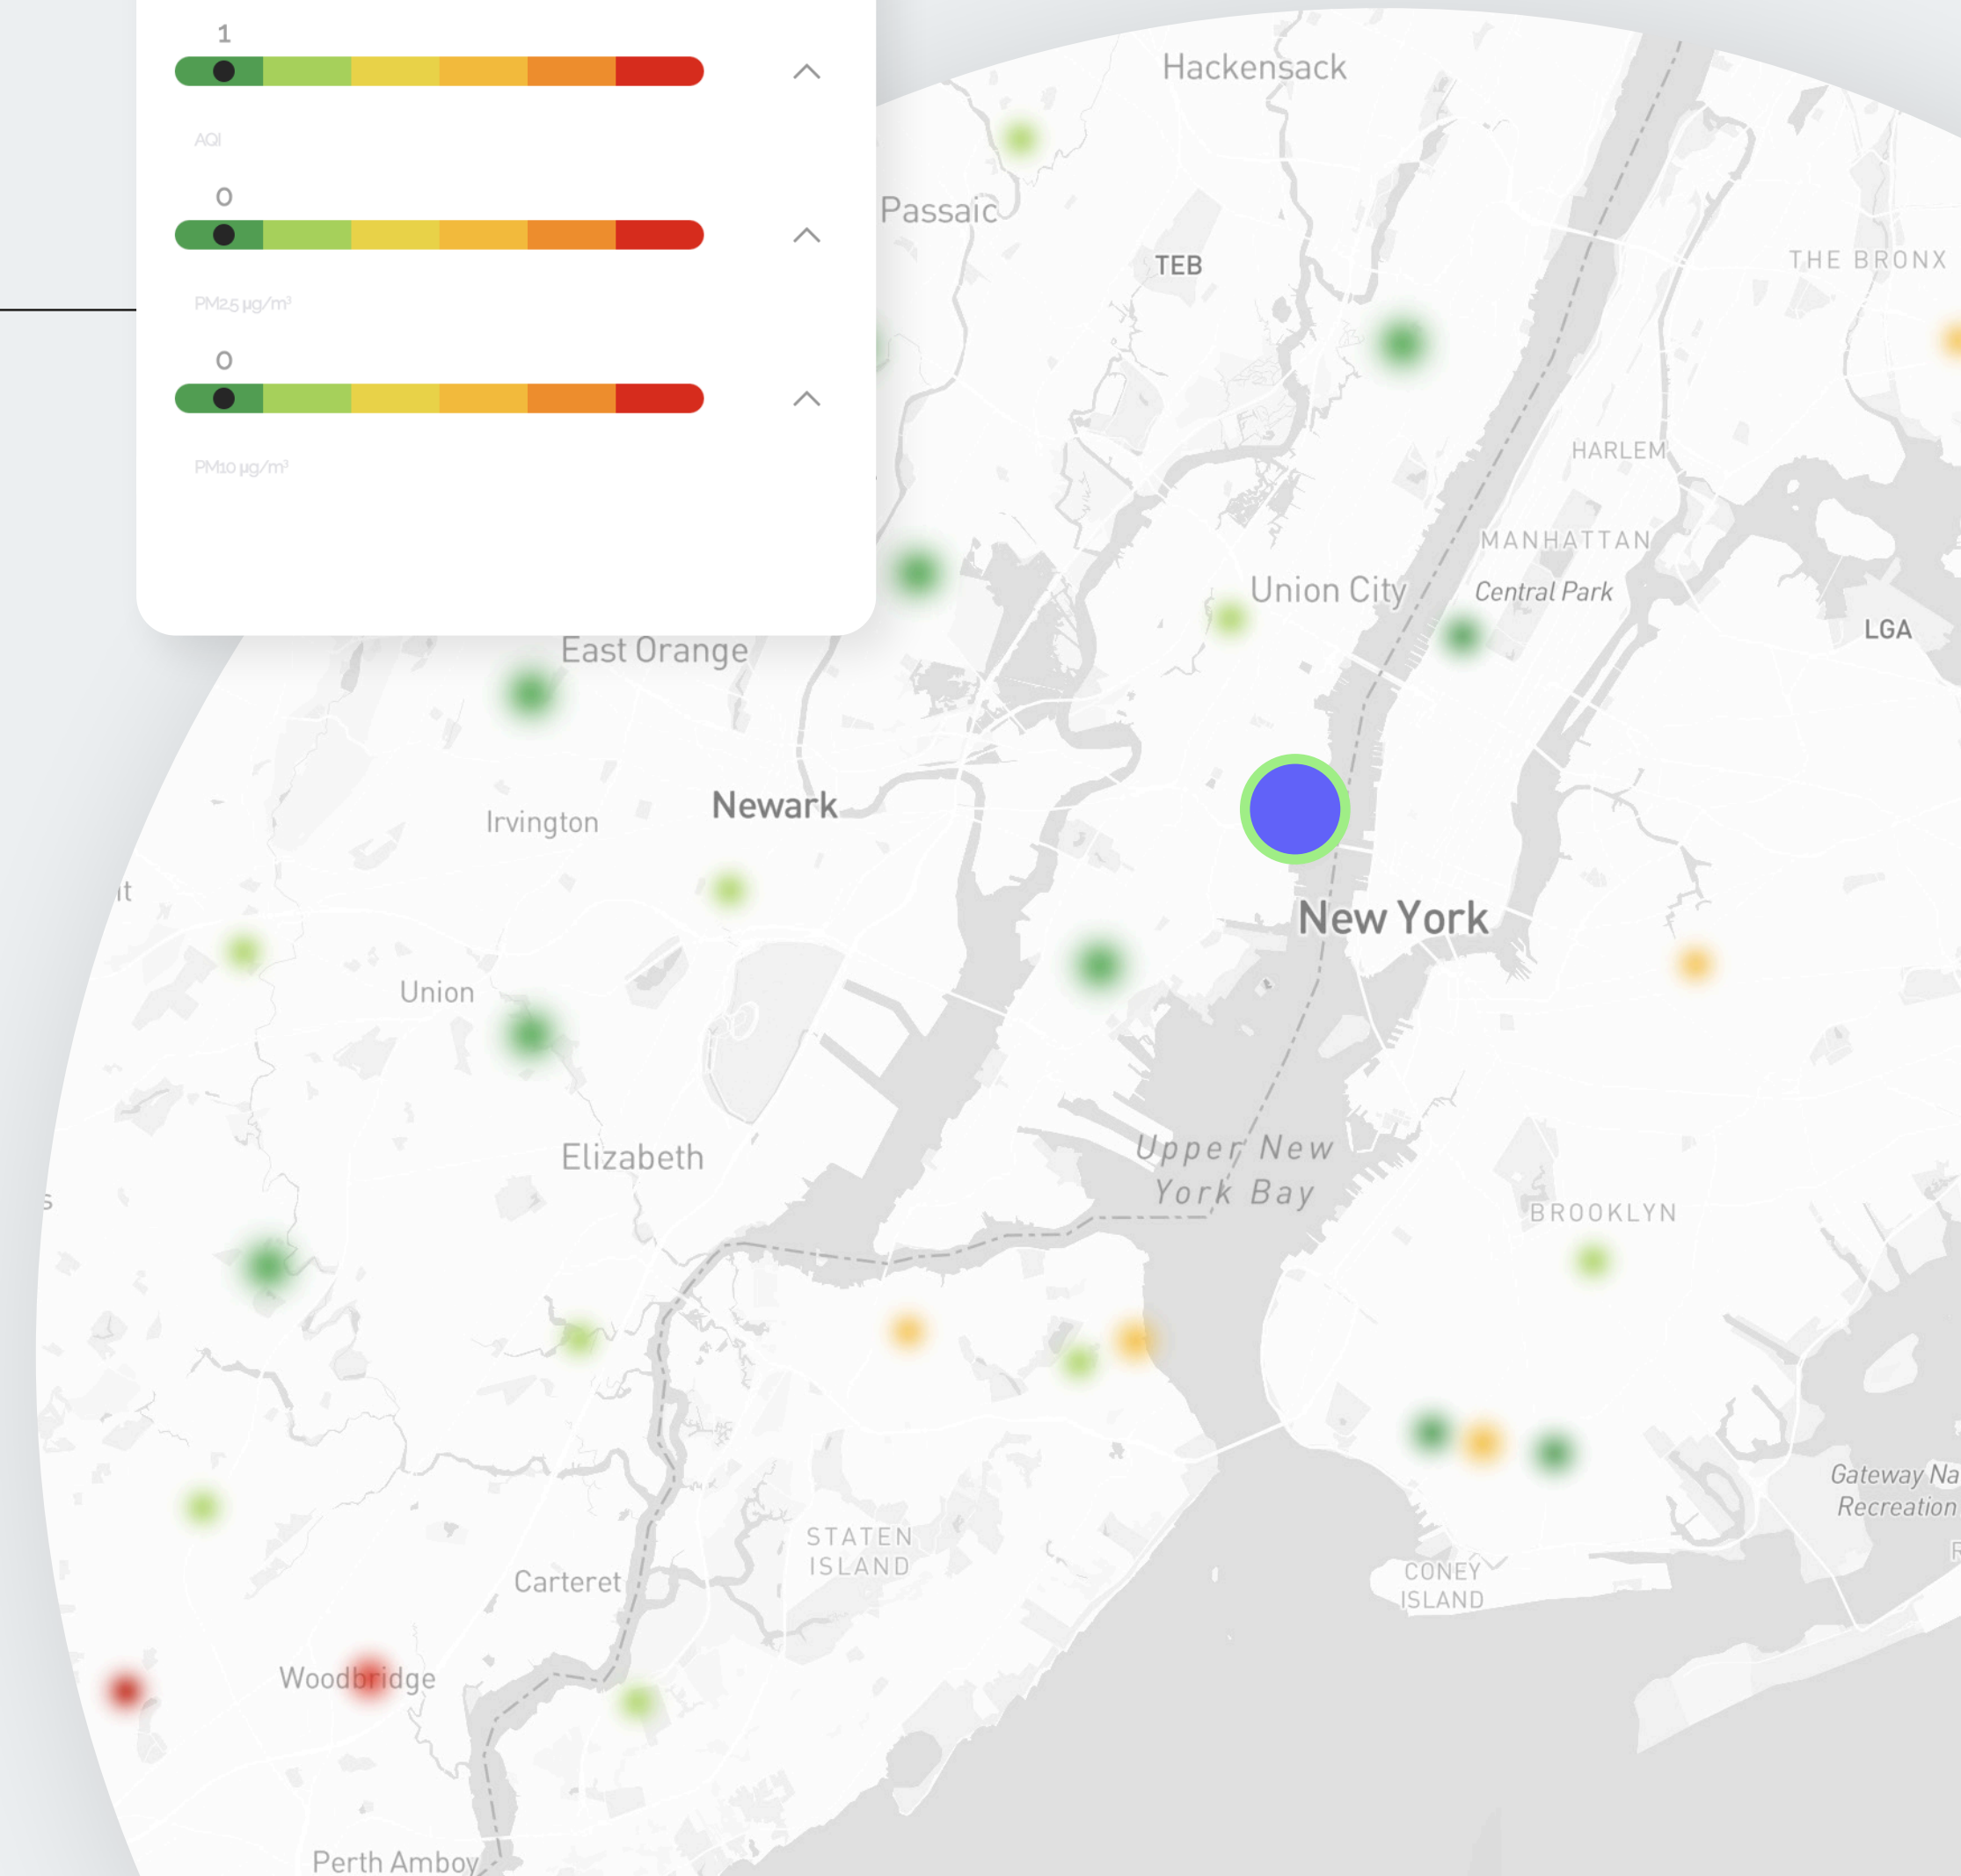 1
AQI
0
PM2.5 µg/m³
0
PM10 µg/m³
Hackensack
Passaic
TEB
THE BRONX
HARLEM
MANHATTAN
Central Park
Union City
LGA
East Orange
Newark
Irvington
New York
Union
Elizabeth
Upper New
York Bay
BROOKLYN
Gateway Na
Recreation
STATEN
ISLAND
Carteret
CONEY
ISLAND
Woodbridge
Perth Amboy